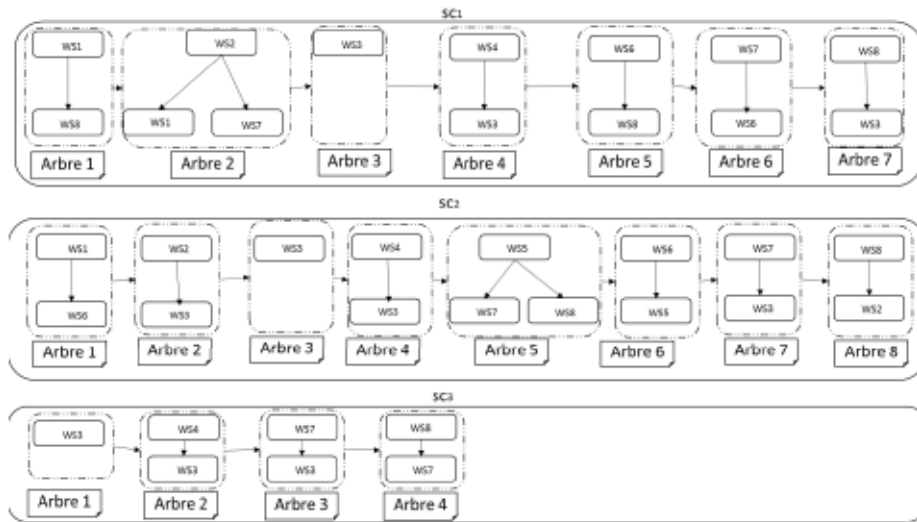 SC1
WS1 WS2 WS3 WS4 WS6 WS7 WS8
WS8 WS1 WS7 WS3 WS8 WS6 WS3
Arbre 1 Arbre 2 Arbre 3 Arbre 4 Arbre 5 Arbre 6 Arbre 7
SC2
WS1 WS2 WS3 WS4 WS5 WS6 WS7 WS8
WS6 WS3 WS3 WS7 WS8 WS5 WS3 WS2
Arbre 1 Arbre 2 Arbre 3 Arbre 4 Arbre 5 Arbre 6 Arbre 7 Arbre 8
SC3
WS3 WS4 WS7 WS8
WS3 WS3 WS7
Arbre 1 Arbre 2 Arbre 3 Arbre 4